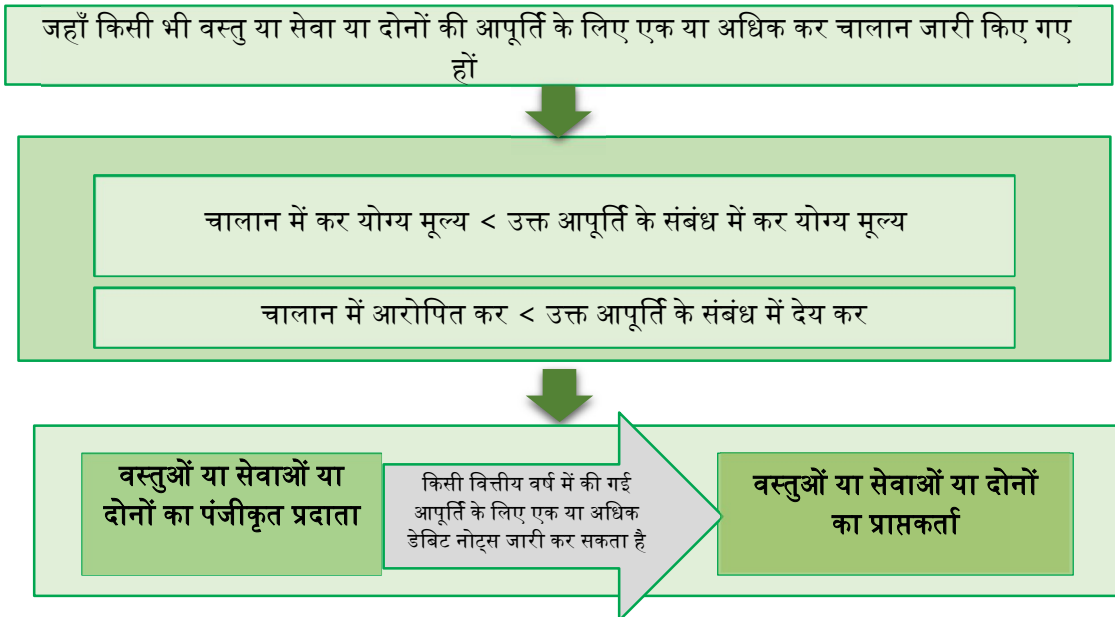 जहाँ किसी भी वस्तु या सेवा या दोनों की आपूर्ति के लिए एक या अधिक कर चालान जारी किए गए
हों
चालान में कर योग्य मूल्य < उक्त आपूर्ति के संबंध में कर योग्य मूल्य
चालान में आरोपित कर < उक्त आपूर्ति के संबंध में देय कर
वस्तुओं या सेवाओं या
दोनों का पंजीकृत प्रदाता
किसी वित्तीय वर्ष में की गई
आपूर्ति के लिए एक या अधिक
डेबिट नोट्स जारी कर सकता है
वस्तुओं या सेवाओं या दोनों
का प्राप्तकर्ता